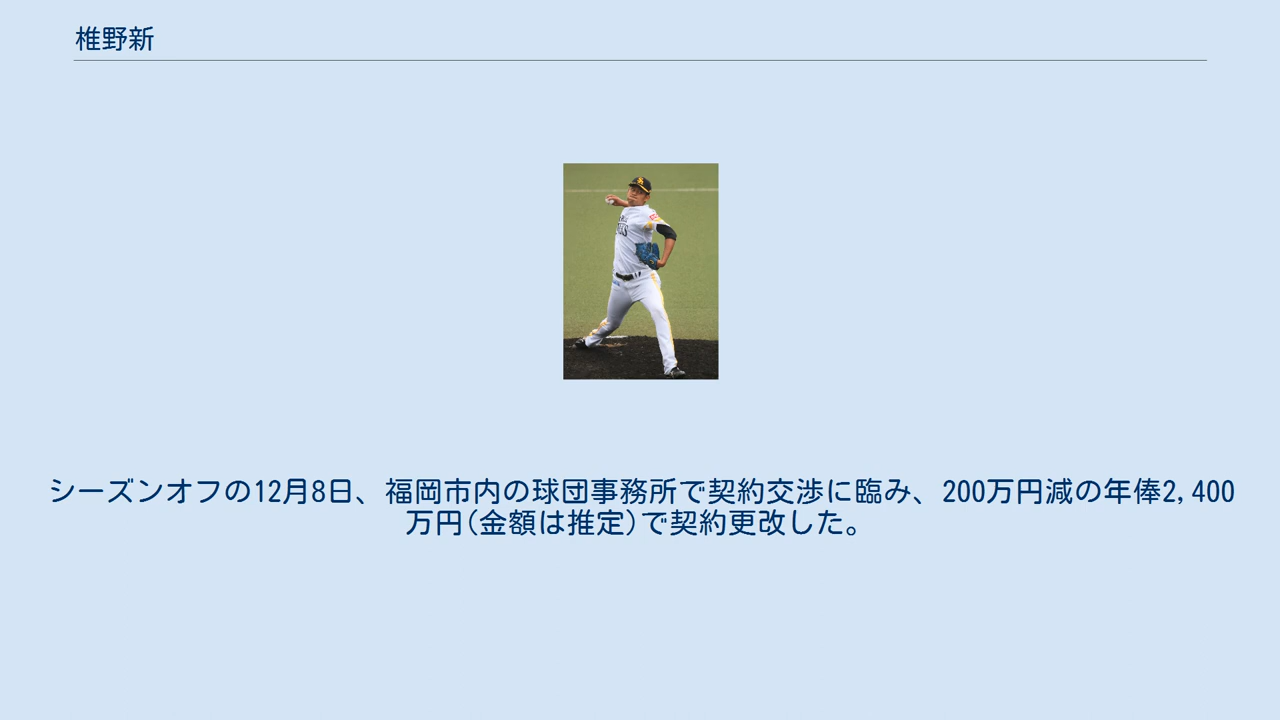 椎野新
シーズンオフの12月8日、福岡市内の球団事務所で契約交渉に臨み、200万円減の年俸2,400
万円(金額は推定)で契約更改した。